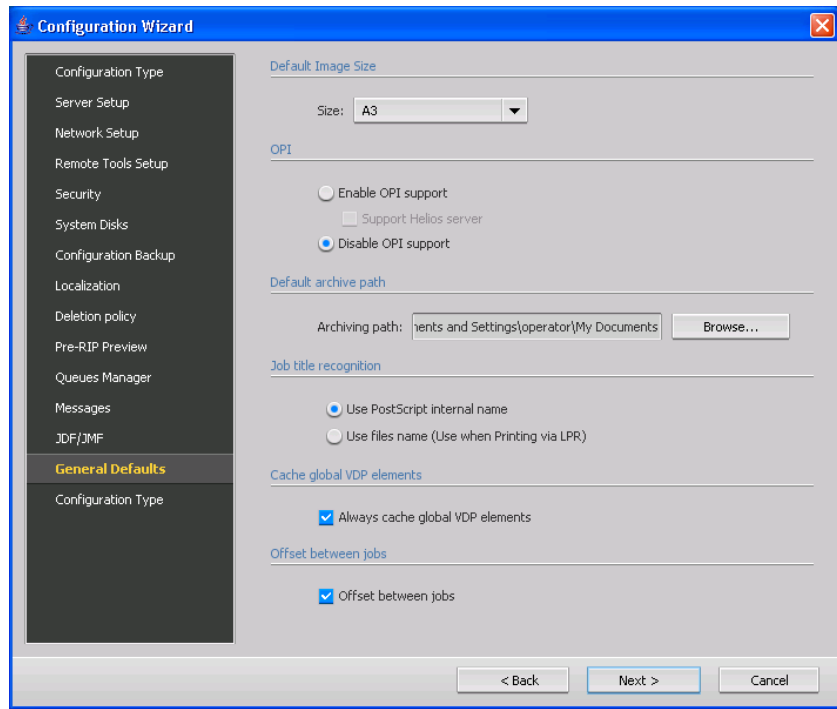 Configuration Wizard
Configuration Type
Server Setup
Network Setup
Remote Tools Setup
Security
System Disks
Configuration Backup
Localization
Deletion policy
Pre-RIP Preview
Queues Manager
Messages
JDF/JMF
General Defaults
Configuration Type
Default Image Size
Size: A3
OPI
Enable OPI support
Support Helios server
Disable OPI support
Default archive path
Archiving path: ents and Settings\operator\My Documents Browse...
Job title recognition
Use PostScript internal name
Use files name (Use when Printing via LPR)
Cache global VDP elements
Always cache global VDP elements
Offset between jobs
Offset between jobs
< Back Next > Cancel